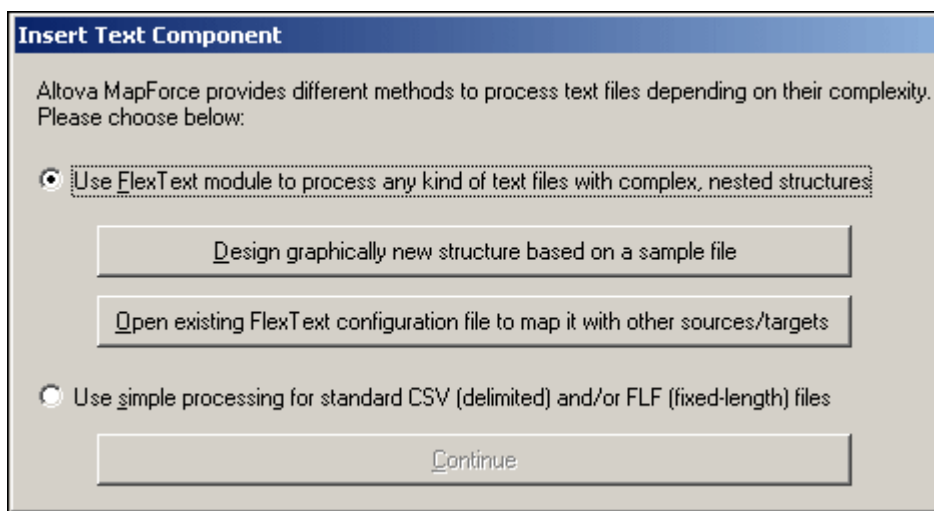 Insert Text Component
Altova MapForce provides different methods to process text files depending on their complexity.
Please choose below:
Use FlexText module to process any kind of text files with complex, nested structures
Design graphically new structure based on a sample file
Open existing FlexText configuration file to map it with other sources/targets
Use simple processing for standard CSV (delimited) and/or FLF (fixed-length) files
Continue